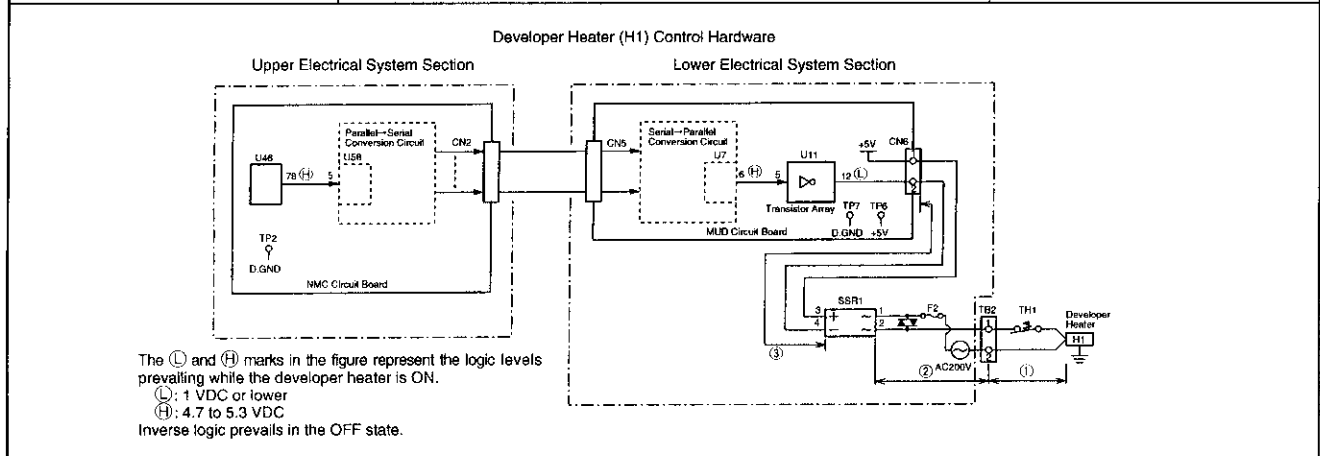 Developer Heater (H1) Control Hardware
Upper Electrical System Section
Lower Electrical System Section
Parallel→Serial
Conversion Circuit
CN2
U46
U58
78 Ⓗ 5
TP2
D.GND
NMC Circuit Board
CN5
Serial→Parallel
Conversion Circuit
U7
6 Ⓗ 5
U11
12 Ⓛ
Transistor Array
+5V
CN6
2
TP7 TP6
D.GND +5V
MUD Circuit Board
SSR1
3 + ~ 1
4 − ~ 2
F2
TB2
1
2
TH1
Developer
Heater
H1
AC200V
③
②
①
The Ⓛ and Ⓗ marks in the figure represent the logic levels
prevailing while the developer heater is ON.
Ⓛ: 1 VDC or lower
Ⓗ: 4.7 to 5.3 VDC
Inverse logic prevails in the OFF state.